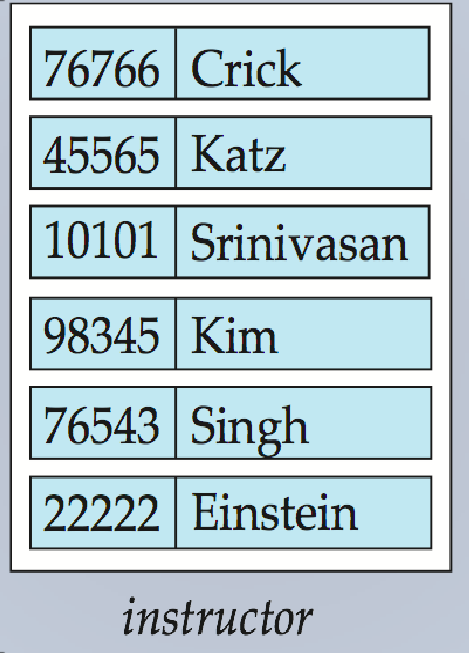 76766 Crick
45565 Katz
10101 Srinivasan
98345 Kim
76543 Singh
22222 Einstein
instructor